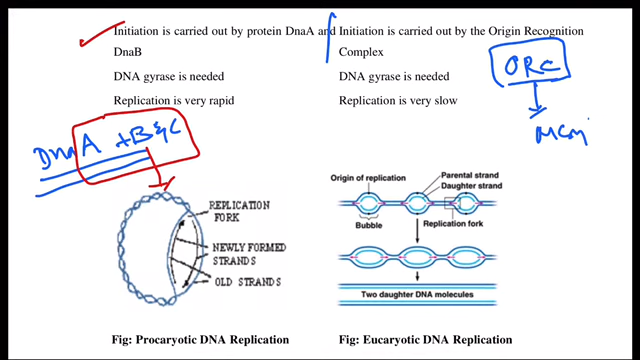 Initiation is carried out by protein DnaA and
DnaB
DNA gyrase is needed
Replication is very rapid
Initiation is carried out by the Origin Recognition
Complex
DNA gyrase is needed
Replication is very slow
ORC
MCM
DnaA +B &C
REPLICATION
FORK
NEWLY FORMED
STRANDS
OLD STRANDS
Fig: Procaryotic DNA Replication
Origin of replication
Parental strand
Daughter strand
Bubble
Replication fork
Two daughter DNA molecules
Fig: Eucaryotic DNA Replication